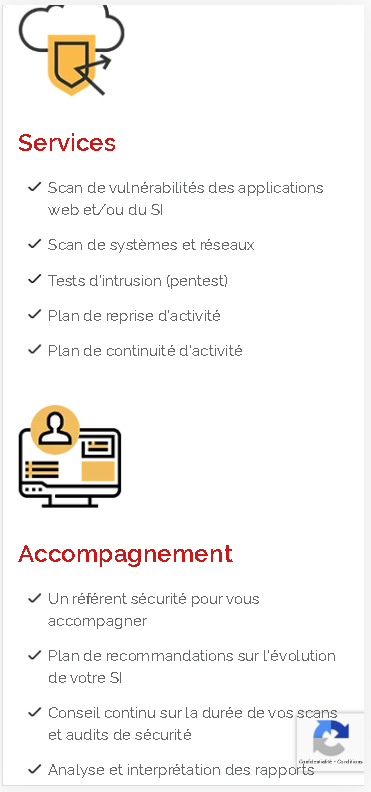 Services
Scan de vulnérabilités des applications
web et/ou du SI
Scan de systèmes et réseaux
Tests d'intrusion (pentest)
Plan de reprise d'activité
Plan de continuité d'activité
Accompagnement
Un référent sécurité pour vous
accompagner
Plan de recommandations sur l'évolution
de votre SI
Conseil continu sur la durée de vos scans
et audits de sécurité
Analyse et interprétation des rapports
Confidentialité - Conditions